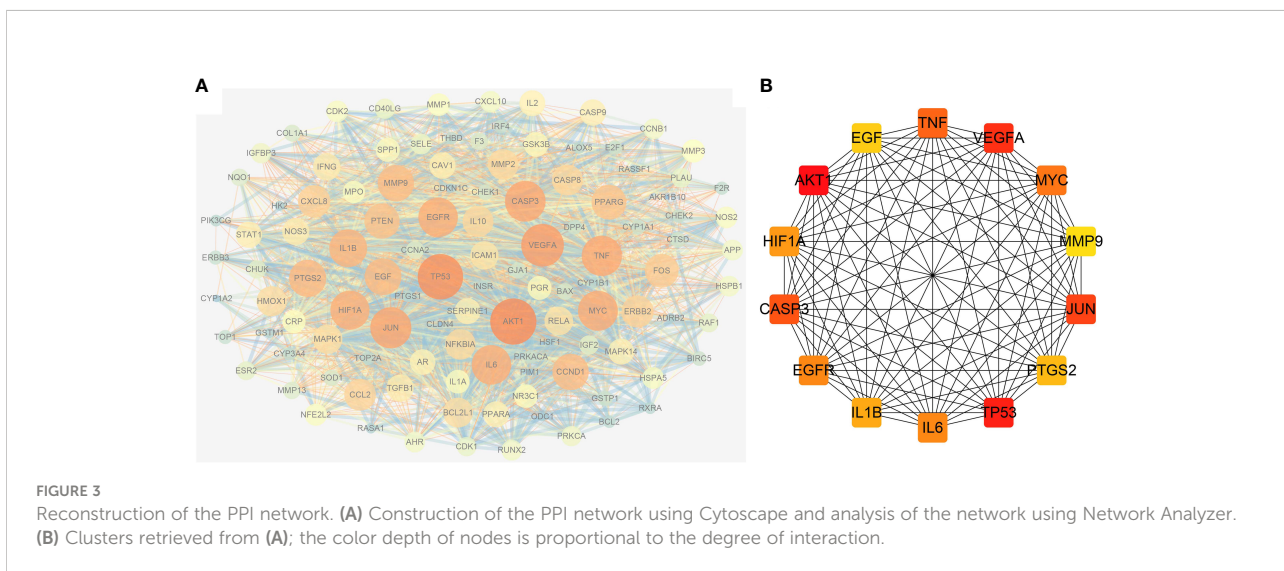 A
B
CDK2 CD40LG MMP1 CXCL10 IL2 CASP9
COL1A1 THBD F3 IRF4 CCNB1
IGFBP3 SPP1 SELE GSK3B ALOX5 E2F1 MMP3
NQO1 IFNG MMP9 CAV1 MMP2 CASP8 RASSF1 PLAU
HK2 CXCL8 MPO CDKN1C CHEK1 CASP3 PPARG AKR1B10 F2R
PIK3CG STAT1 NOS3 PTEN EGFR IL10 DPP4 CYP1A1 CHEK2 NOS2
ERBB3 CHUK IL1B CCNA2 ICAM1 VEGFA TNF CTSD APP
CYP1A2 PTGS2 EGF TP53 GJA1 CYP1B1 FOS HSPB1
HMOX1 PTGS1 INSR PGR BAX
TOP1 GSTM1 CRP HIF1A JUN CLDN4 SERPINE1 AKT1 RELA MYC ERBB2 ADRB2 RAF1
CYP3A4 MAPK1 NFKBIA HSF1 IGF2 MAPK14 BIRC5
ESR2 TOP2A AR IL6 PRKACA CCND1 HSPA5
MMP13 SOD1 TGFB1 IL1A PIM1 NR3C1 GSTP1 RXRA
NFE2L2 CCL2 BCL2L1 PPARA ODC1 BCL2
RASA1 AHR CDK1 RUNX2 PRKCA
TNF
EGF VEGFA
AKT1 MYC
HIF1A MMP9
CASP3 JUN
EGFR PTGS2
IL1B TP53
IL6
FIGURE 3
Reconstruction of the PPI network. (A) Construction of the PPI network using Cytoscape and analysis of the network using Network Analyzer.
(B) Clusters retrieved from (A); the color depth of nodes is proportional to the degree of interaction.